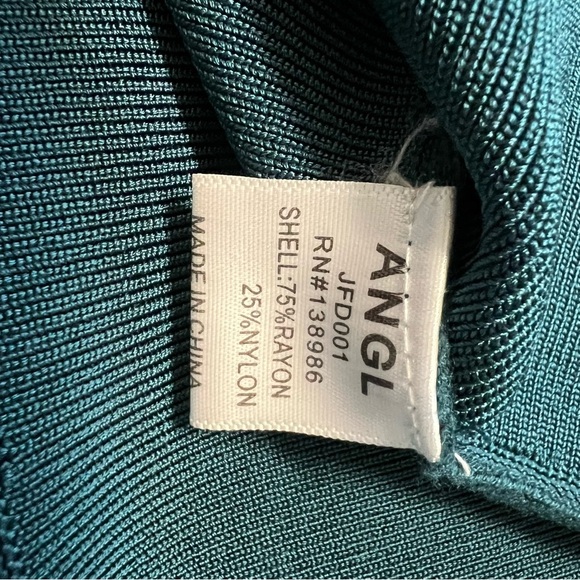 ANGL
JFD001
RN#138986
SHELL:75%RAYON
25%NYLON
MADE IN CHINA